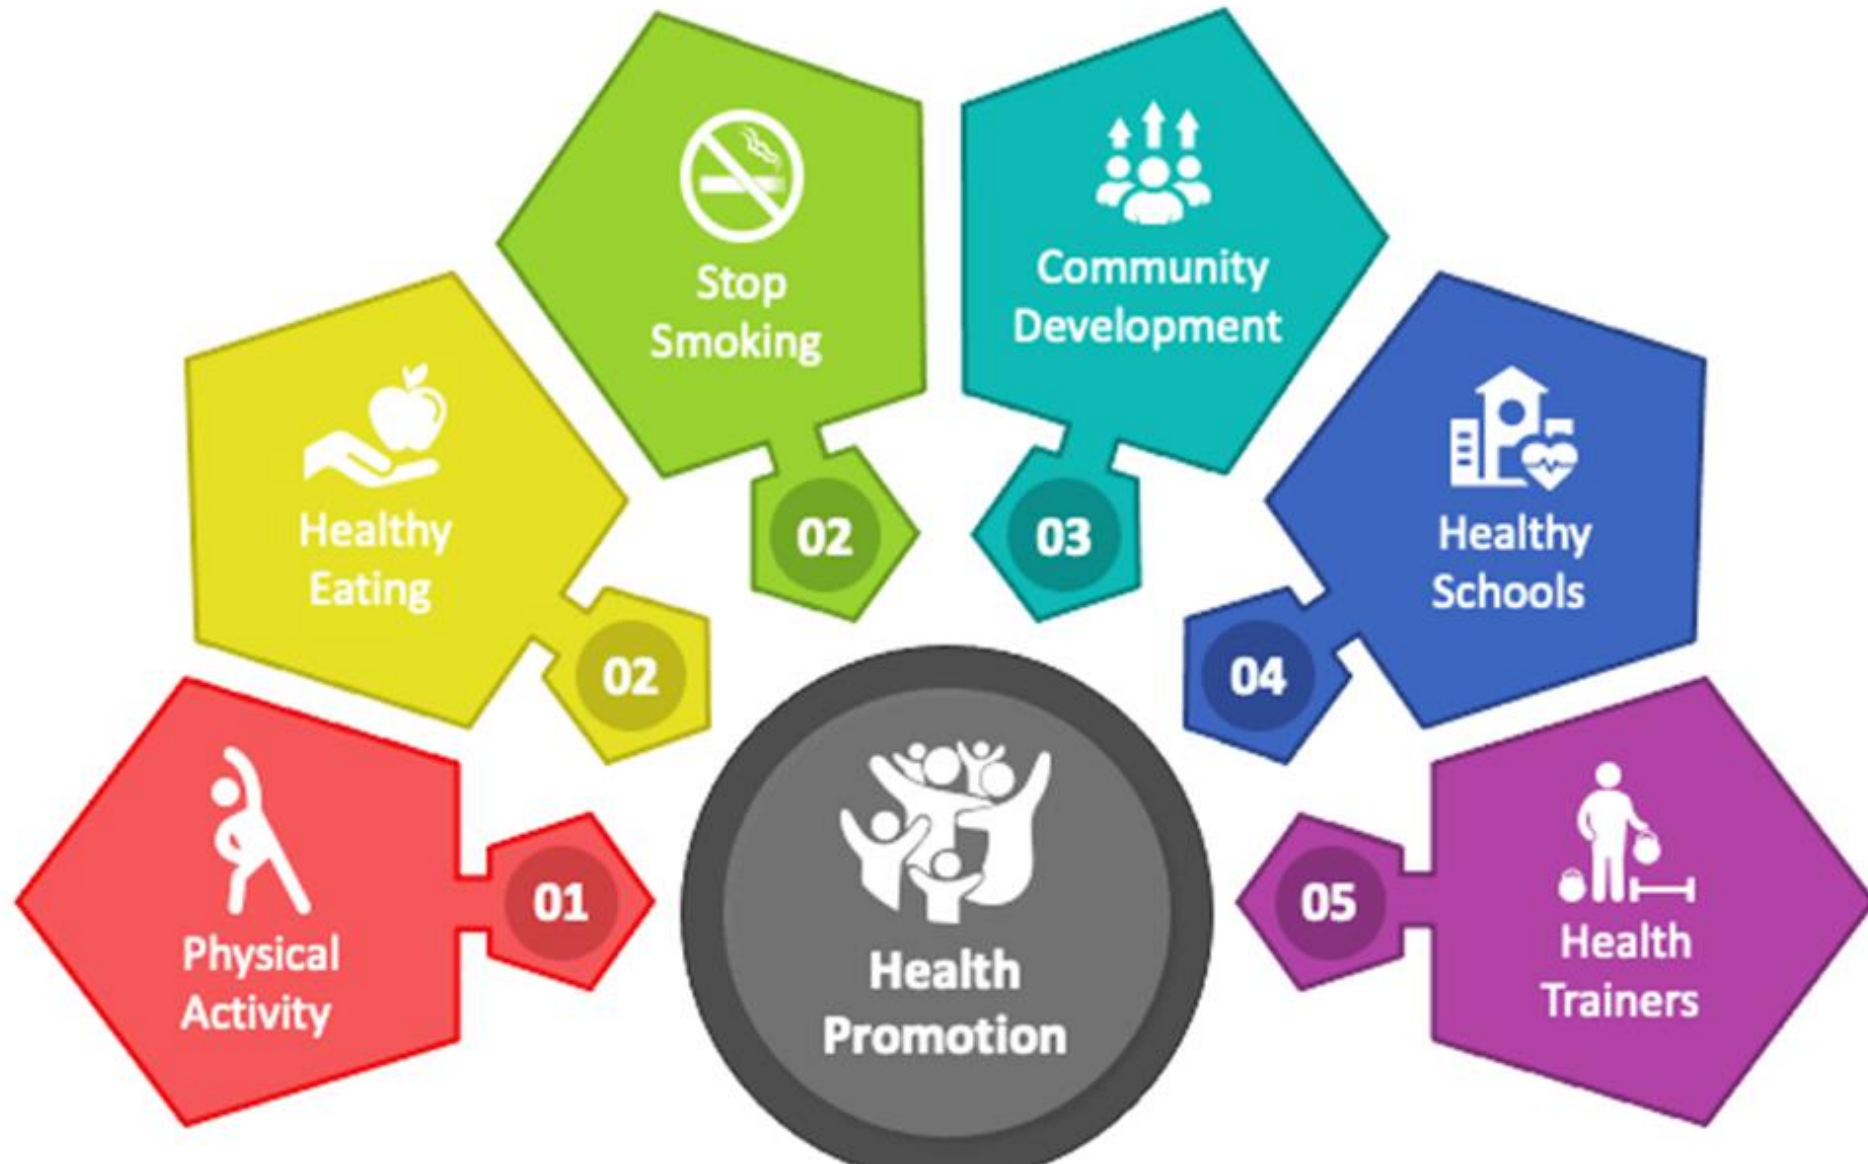 Physical
Activity
01
Healthy
Eating
02
Stop
Smoking
02
Community
Development
03
Healthy
Schools
04
Health
Trainers
05
Health
Promotion